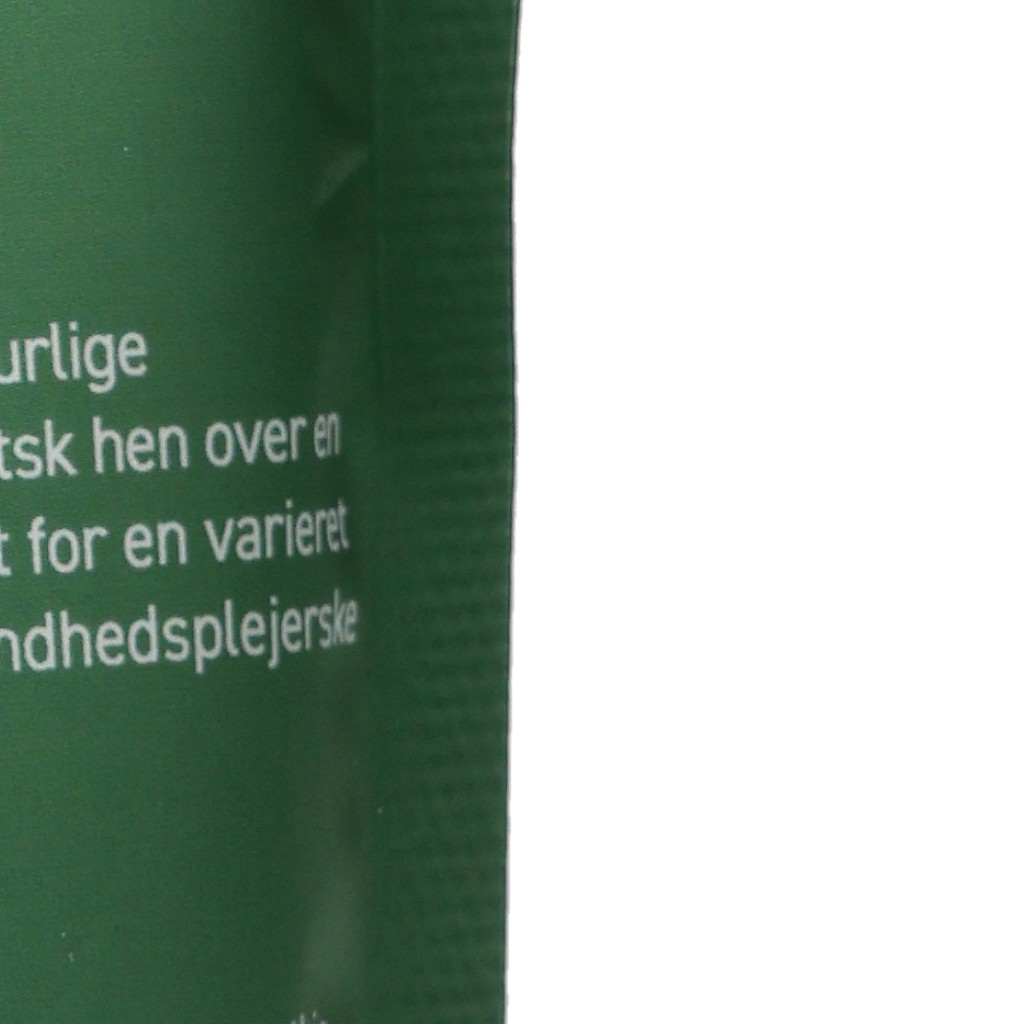 urlige
tsk hen over en
t for en varieret
ndhedsplejerske